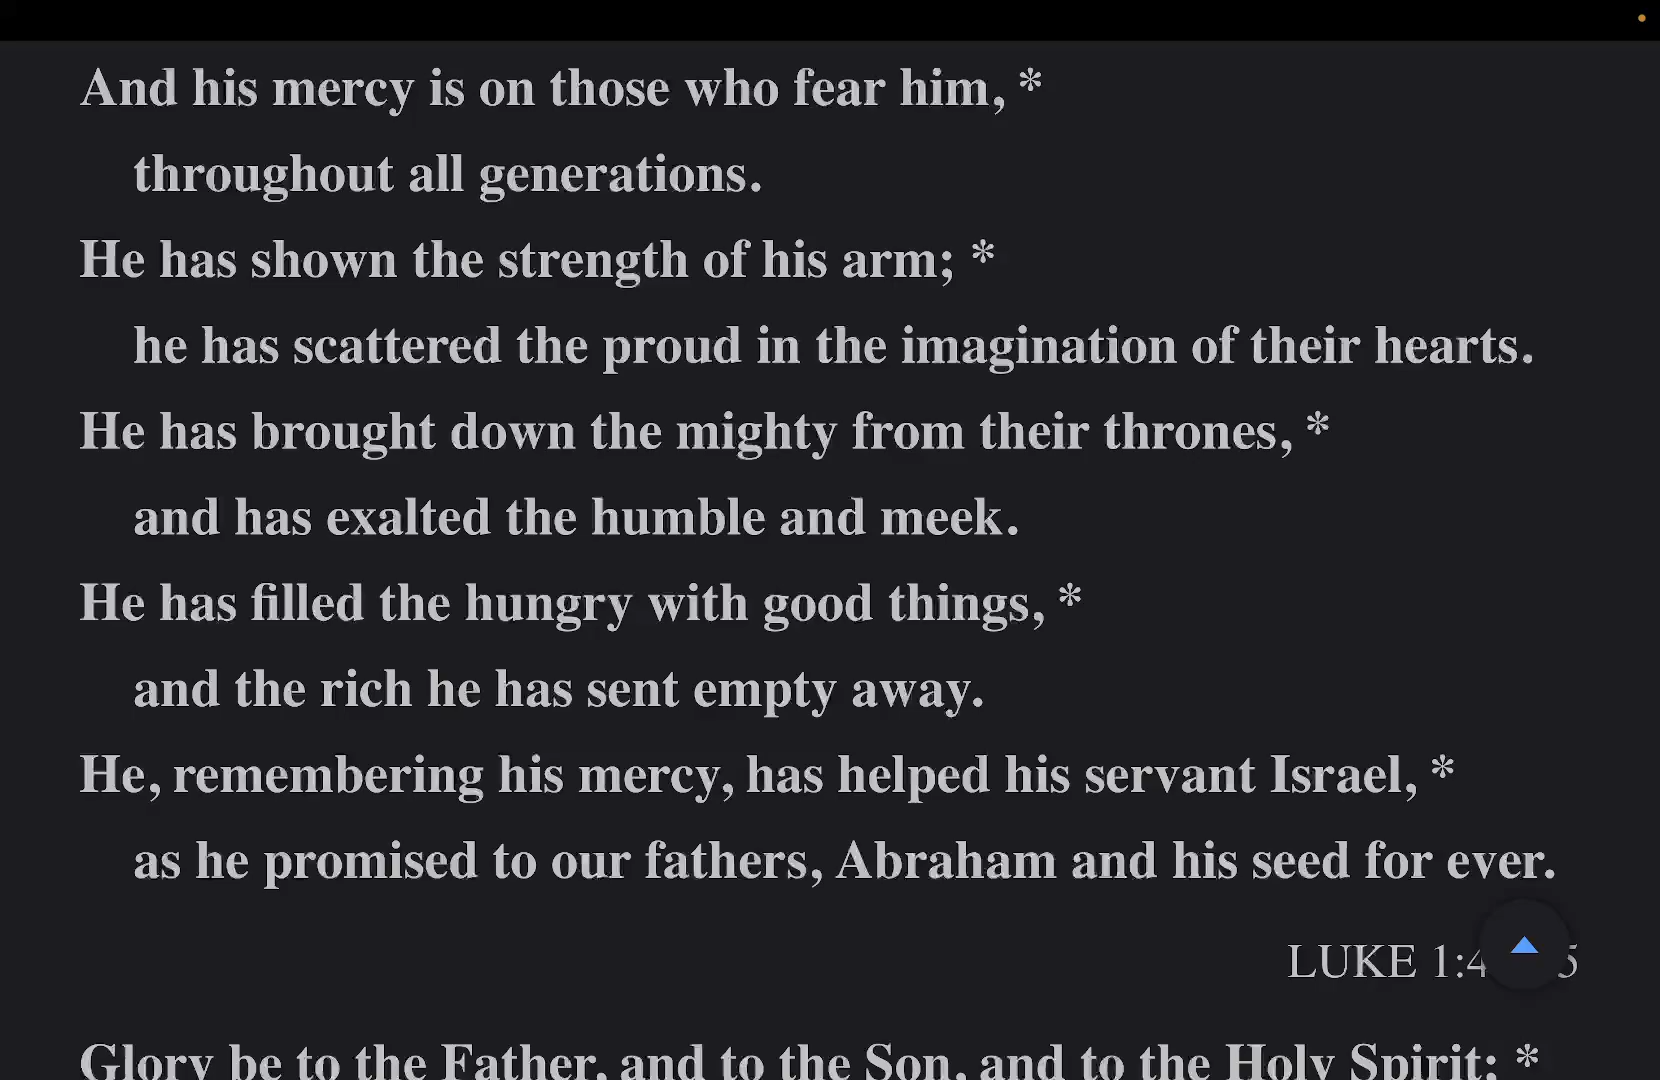 And his mercy is on those who fear him, *
throughout all generations.
He has shown the strength of his arm; *
he has scattered the proud in the imagination of their hearts.
He has brought down the mighty from their thrones, *
and has exalted the humble and meek.
He has filled the hungry with good things, *
and the rich he has sent empty away.
He, remembering his mercy, has helped his servant Israel, *
as he promised to our fathers, Abraham and his seed for ever.
LUKE 1:4 5
Glory be to the Father, and to the Son, and to the Holy Spirit; *